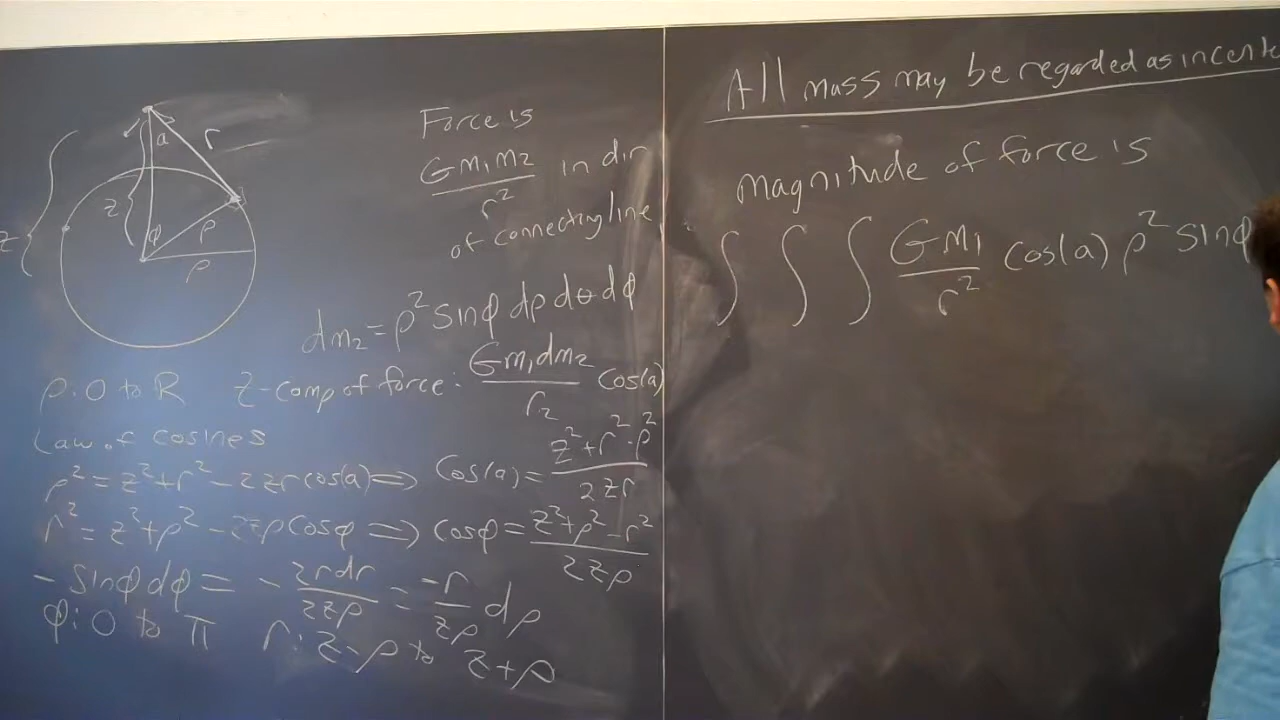 a
r
z
z
φ
ρ
ρ
Force is
Gm₁m₂/r² in dir
of connecting line
dm₂ = ρ² sinφ dρ dθ dφ
ρ: 0 to R z-comp of force: Gm₁dm₂/r₂ cos(a)
Law of cosines
ρ² = z² + r² - 2zr cos(a) ⇒ cos(a) = (z² + r² - ρ²)/2zr
r² = z² + ρ² - 2zρ cosφ ⇒ cosφ = (z² + ρ² - r²)/2zρ
- sinφ dφ = - 2rdr/2zρ = -r/zρ dρ
φ: 0 to π r: z-ρ to z+ρ
All mass may be regarded as in cente
magnitude of force is
∫ ∫ ∫ GM₁/r² cos(a) ρ² sinφ